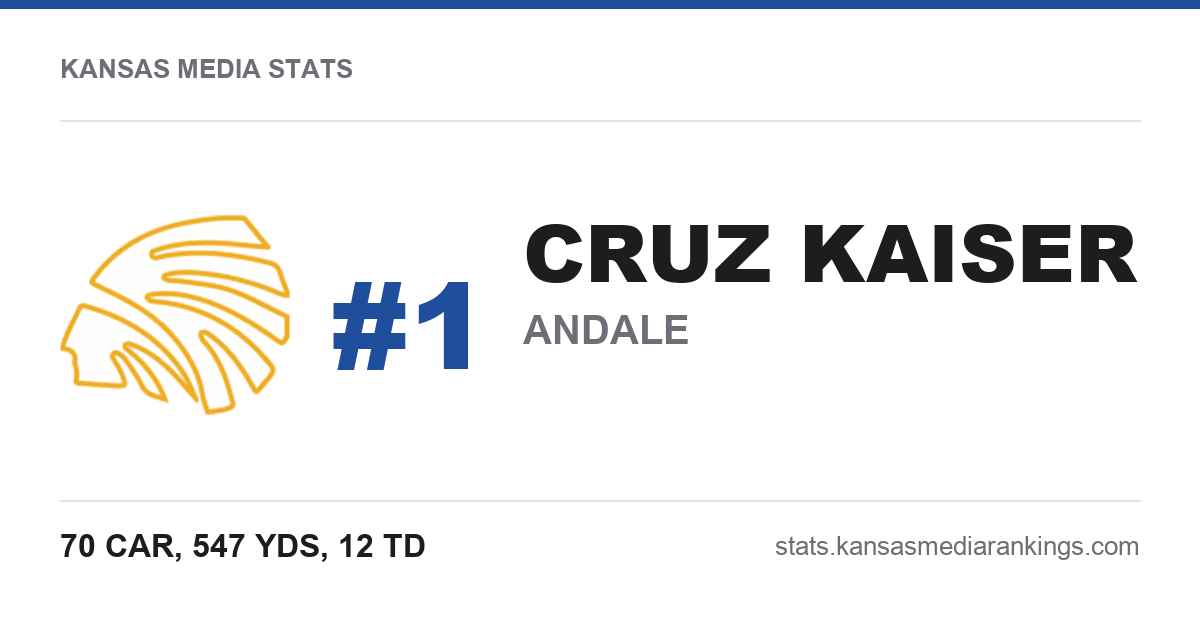 KANSAS MEDIA STATS
#1
CRUZ KAISER
ANDALE
70 CAR, 547 YDS, 12 TD
stats.kansasmediarankings.com